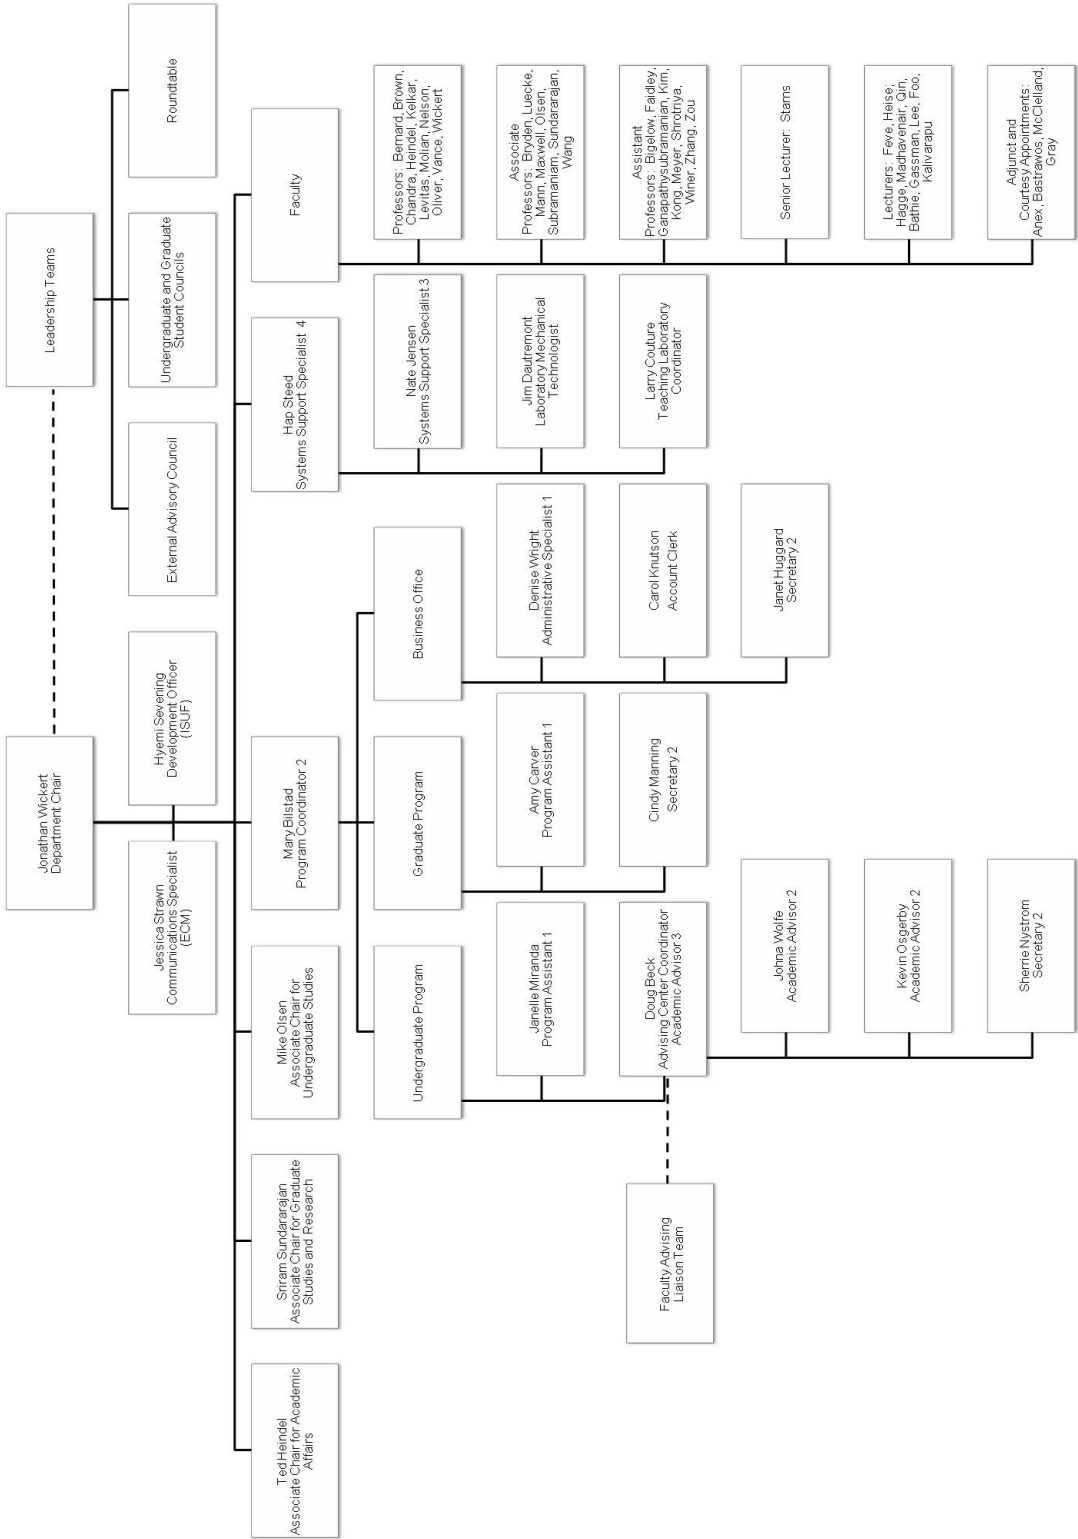 Jonathan Wickert
Department Chair
Leadership Teams
Jessica Strawn
Communications Specialist
(ECM)
Hyemi Sevening
Development Officer
(ISUF)
External Advisory Council
Undergraduate and Graduate
Student Councils
Roundtable
Ted Heindel
Associate Chair for Academic
Affairs
Sriram Sundararajan
Associate Chair for Graduate
Studies and Research
Mike Olsen
Associate Chair for
Undergraduate Studies
Mary Bilstad
Program Coordinator 2
Hap Steed
Systems Support Specialist 4
Faculty
Undergraduate Program
Graduate Program
Business Office
Nate Jensen
Systems Support Specialist 3
Professors: Bernard, Brown,
Chandra, Heindel, Kelkar,
Levitas, Molian, Nelson,
Oliver, Vance, Wickert
Janelle Miranda
Program Assistant 1
Amy Carver
Program Assistant 1
Denise Wright
Administrative Specialist 1
Jim Dautremont
Laboratory Mechanical
Technologist
Associate
Professors: Bryden, Luecke,
Mann, Maxwell, Olsen,
Subramaniam, Sundararajan,
Wang
Faculty Advising
Liaison Team
Doug Beck
Advising Center Coordinator
Academic Advisor 3
Cindy Manning
Secretary 2
Carol Knutson
Account Clerk
Larry Couture
Teaching Laboratory
Coordinator
Assistant
Professors: Bigelow, Faidley,
Ganapathysubramanian, Kim,
Kong, Meyer, Shrotriya,
Winer, Zhang, Zou
Johna Wolfe
Academic Advisor 2
Janet Huggard
Secretary 2
Senior Lecturer: Starns
Kevin Osgerby
Academic Advisor 2
Lecturers: Feve, Heise;
Hagge, Madhavenair, Qin,
Bathie, Gassman, Lee, Foo,
Kalivarapu
Sherrie Nystrom
Secretary 2
Adjunct and
Courtesy Appointments:
Anex, Bastrawos, McClelland,
Gray